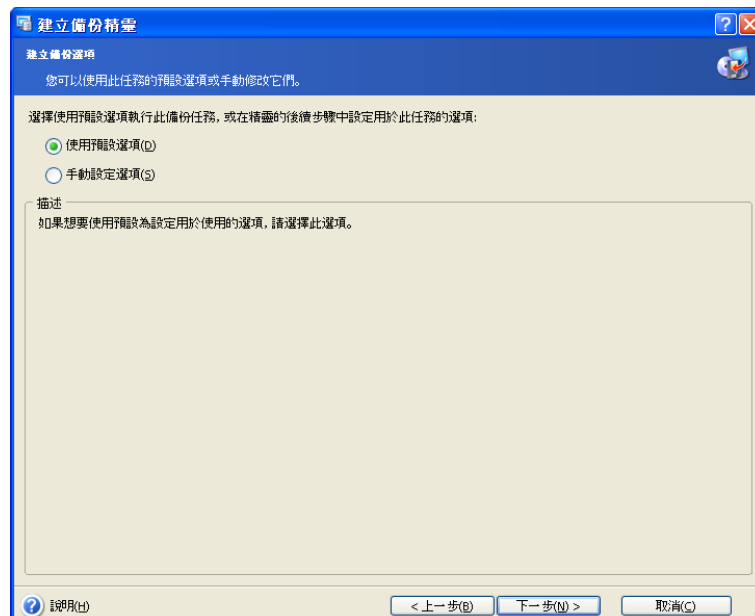 建立備份精靈
建立備份選項
您可以使用此任務的預設選項或手動修改它們。
選擇使用預設選項執行此備份任務, 或在精靈的後續步驟中設定用於此任務的選項:
使用預設選項(D)
手動設定選項(S)
描述
如果想要使用預設為設定用於使用的選項, 請選擇此選項。
說明(H)
< 上一步(B)
下一步(N) >
取消(C)